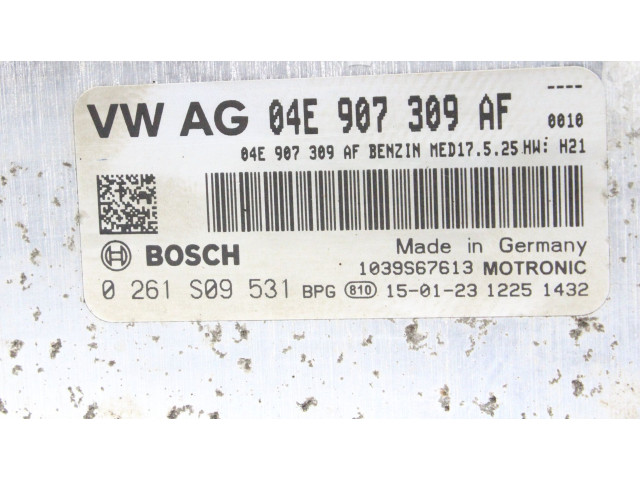 ----
VW AG 04E 907 309 AF 0010
04E 907 309 AF BENZIN MED17.5.25 HW: H21
BOSCH
Made in Germany
1039S67613 MOTRONIC
0 261 S09 531 BPG 810 15-01-23 1225 1432